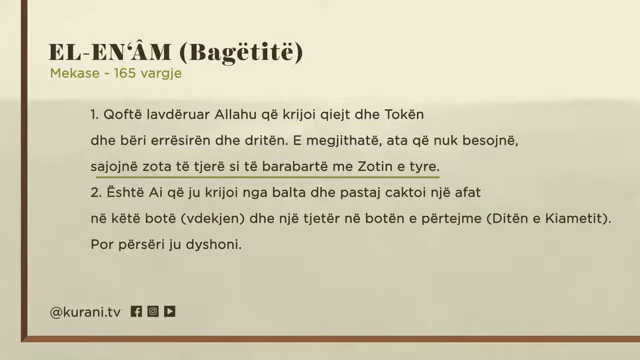 EL-EN‘ÂM (Bagëtitë)
Mekase - 165 vargje
1. Qoftë lavdëruar Allahu që krijoi qiejt dhe Tokën
dhe bëri errësirën dhe dritën. E megjithatë, ata që nuk besojnë,
sajojnë zota të tjerë si të barabartë me Zotin e tyre.
2. Është Ai që ju krijoi nga balta dhe pastaj caktoi një afat
në këtë botë (vdekjen) dhe një tjetër në botën e përtejme (Ditën e Kiametit).
Por përsëri ju dyshoni.
@kurani.tv